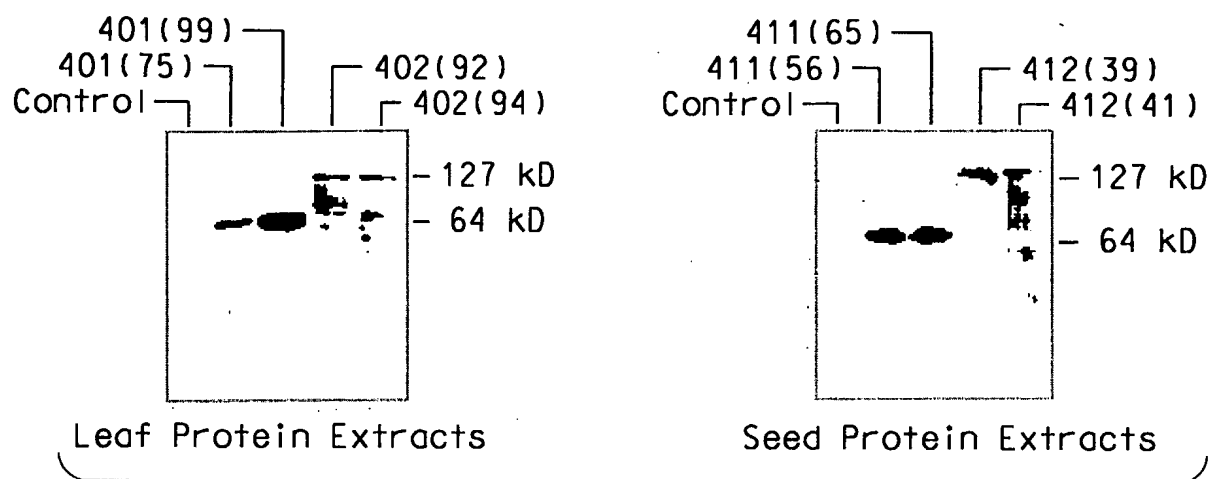 401(99)
401(75)
Control
402(92)
402(94)
127 kD
64 kD
Leaf Protein Extracts
411(65)
411(56)
Control
412(39)
412(41)
127 kD
64 kD
Seed Protein Extracts